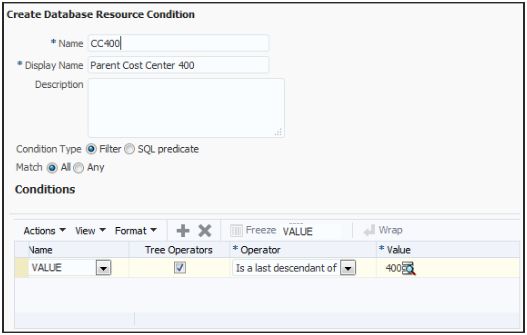 Create Database Resource Condition
* Name CC400
* Display Name Parent Cost Center 400
Description
Condition Type Filter SQL predicate
Match All Any
Conditions
Actions View Format Freeze VALUE Wrap
Name Tree Operators * Operator * Value
VALUE Is a last descendant of 400